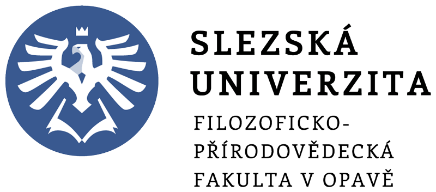 SLEZSKÁ
UNIVERZITA
FILOZOFICKO-
PŘÍRODOVĚDECKÁ
FAKULTA V OPAVĚ